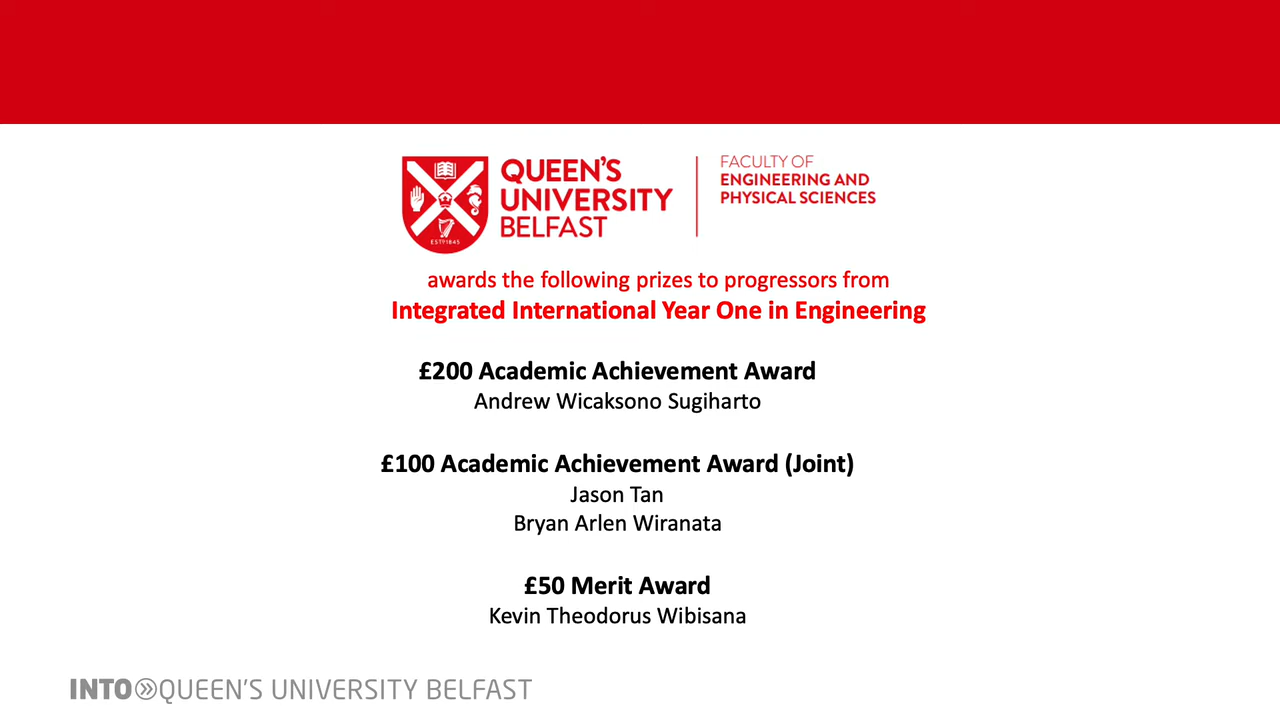 QUEEN'S
UNIVERSITY
BELFAST
ESTD1845
FACULTY OF
ENGINEERING AND
PHYSICAL SCIENCES
awards the following prizes to progressors from
Integrated International Year One in Engineering
£200 Academic Achievement Award
Andrew Wicaksono Sugiharto
£100 Academic Achievement Award (Joint)
Jason Tan
Bryan Arlen Wiranata
£50 Merit Award
Kevin Theodorus Wibisana
INTO QUEEN'S UNIVERSITY BELFAST